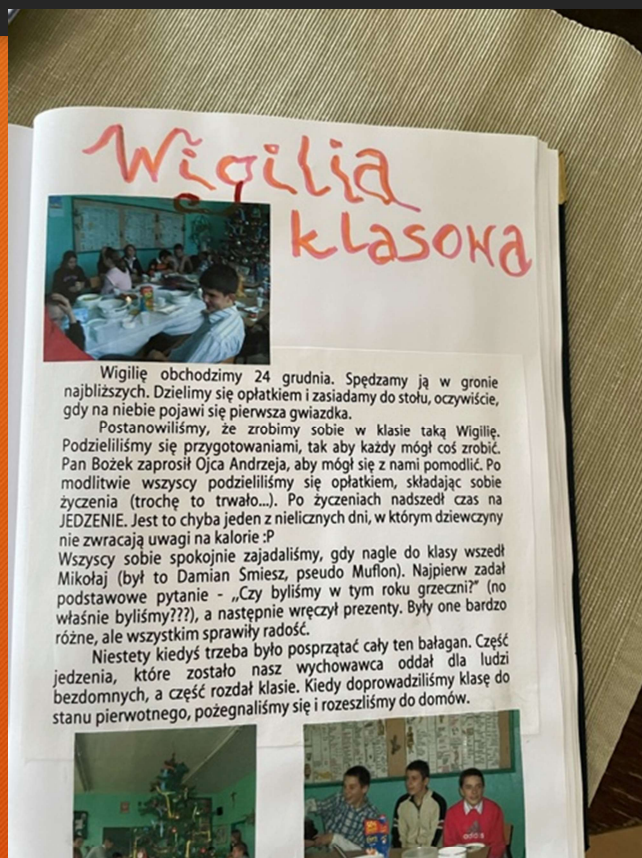 Wigilia
klasowa
Wigilię obchodzimy 24 grudnia. Spędzamy ją w gronie
najbliższych. Dzielimy się opłatkiem i zasiadamy do stołu, oczywiście,
gdy na niebie pojawi się pierwsza gwiazdka.
Postanowiliśmy, że zrobimy sobie w klasie taką Wigilię.
Podzieliliśmy się przygotowaniami, tak aby każdy mógł coś zrobić.
Pan Bożek zaprosił Ojca Andrzeja, aby mógł się z nami pomodlić. Po
modlitwie wszyscy podzieliliśmy się opłatkiem, składając sobie
życzenia (trochę to trwało...). Po życzeniach nadszedł czas na
JEDZENIE. Jest to chyba jeden z nielicznych dni, w którym dziewczyny
nie zwracają uwagi na kalorie :P
Wszyscy sobie spokojnie zajadaliśmy, gdy nagle do klasy wszedł
Mikołaj (był to Damian Śmiesz, pseudo Muflon). Najpierw zadał
podstawowe pytanie - „Czy byliśmy w tym roku grzeczni?” (no
właśnie byliśmy???), a następnie wręczył prezenty. Były one bardzo
różne, ale wszystkim sprawiły radość.
Niestety kiedyś trzeba było posprzątać cały ten bałagan. Część
jedzenia, które zostało nasz wychowawca oddał dla ludzi
bezdomnych, a część rozdał klasie. Kiedy doprowadziliśmy klasę do
stanu pierwotnego, pożegnaliśmy się i rozeszliśmy do domów.
adidas